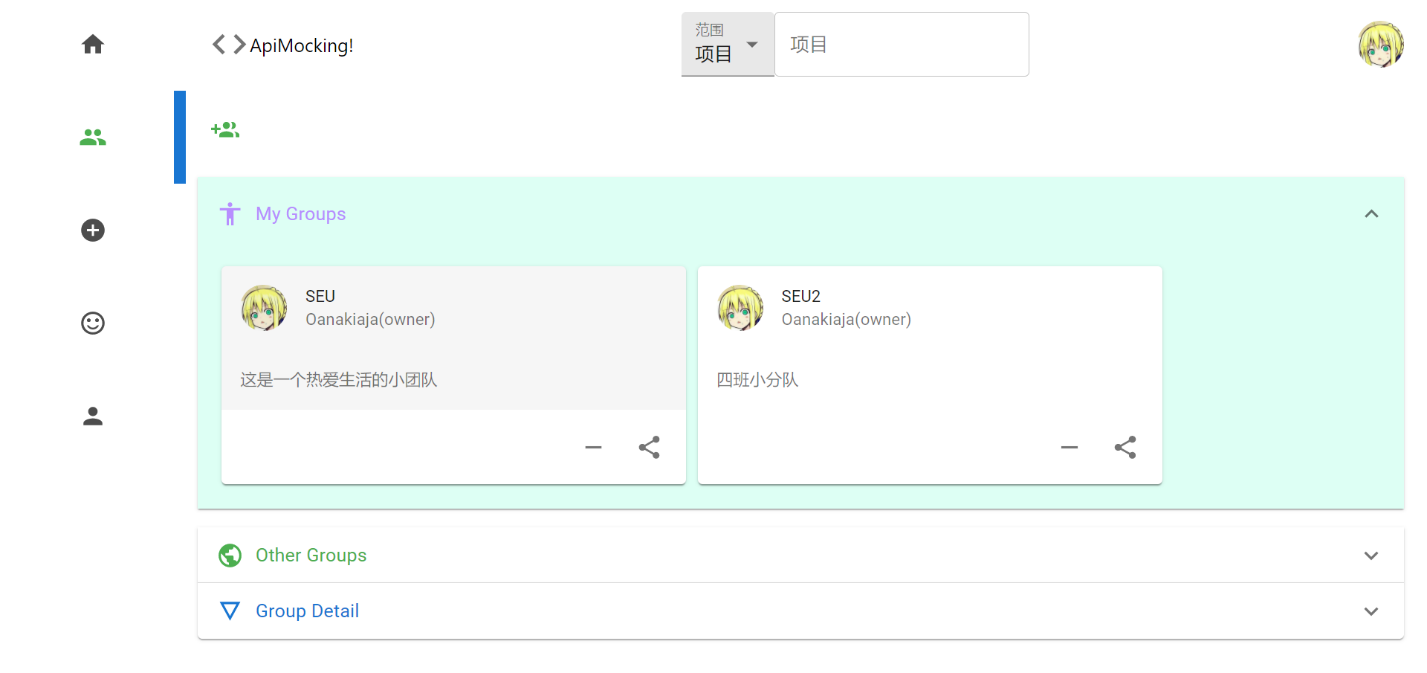 ApiMocking!
范围
项目
项目
My Groups
SEU
Oanakiaja(owner)
这是一个热爱生活的小团队
SEU2
Oanakiaja(owner)
四班小分队
Other Groups
Group Detail